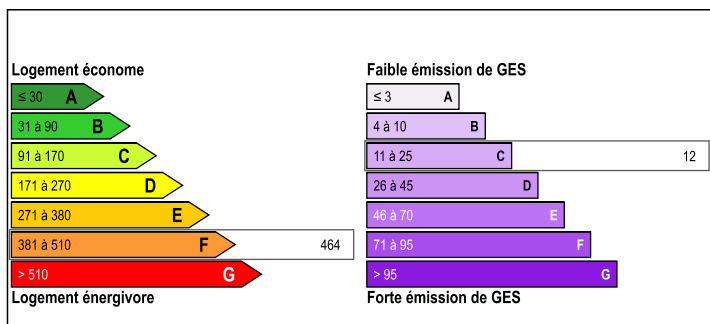 Logement économe
≤ 30 A
31 à 90 B
91 à 170 C
171 à 270 D
271 à 380 E
381 à 510 F 464
> 510 G
Logement énergivore
Faible émission de GES
≤ 3 A
4 à 10 B
11 à 25 C 12
26 à 45 D
46 à 70 E
71 à 95 F
> 95 G
Forte émission de GES